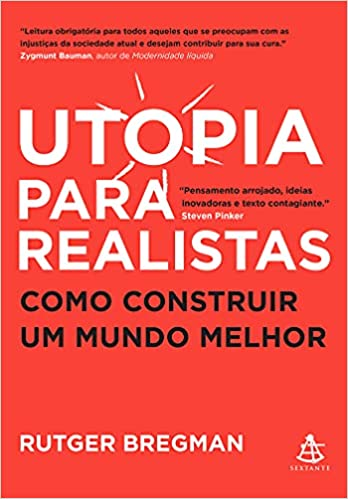 "Leitura obrigatória para todos aqueles que se preocupam com as
injustiças da sociedade atual e desejam contribuir para sua cura."
Zygmunt Bauman, autor de Modernidade líquida
UTOPIA
PARA
"Pensamento arrojado, ideias
inovadoras e texto contagiante."
Steven Pinker
REALISTAS
COMO CONSTRUIR
UM MUNDO MELHOR
RUTGER BREGMAN
SEXTANTE